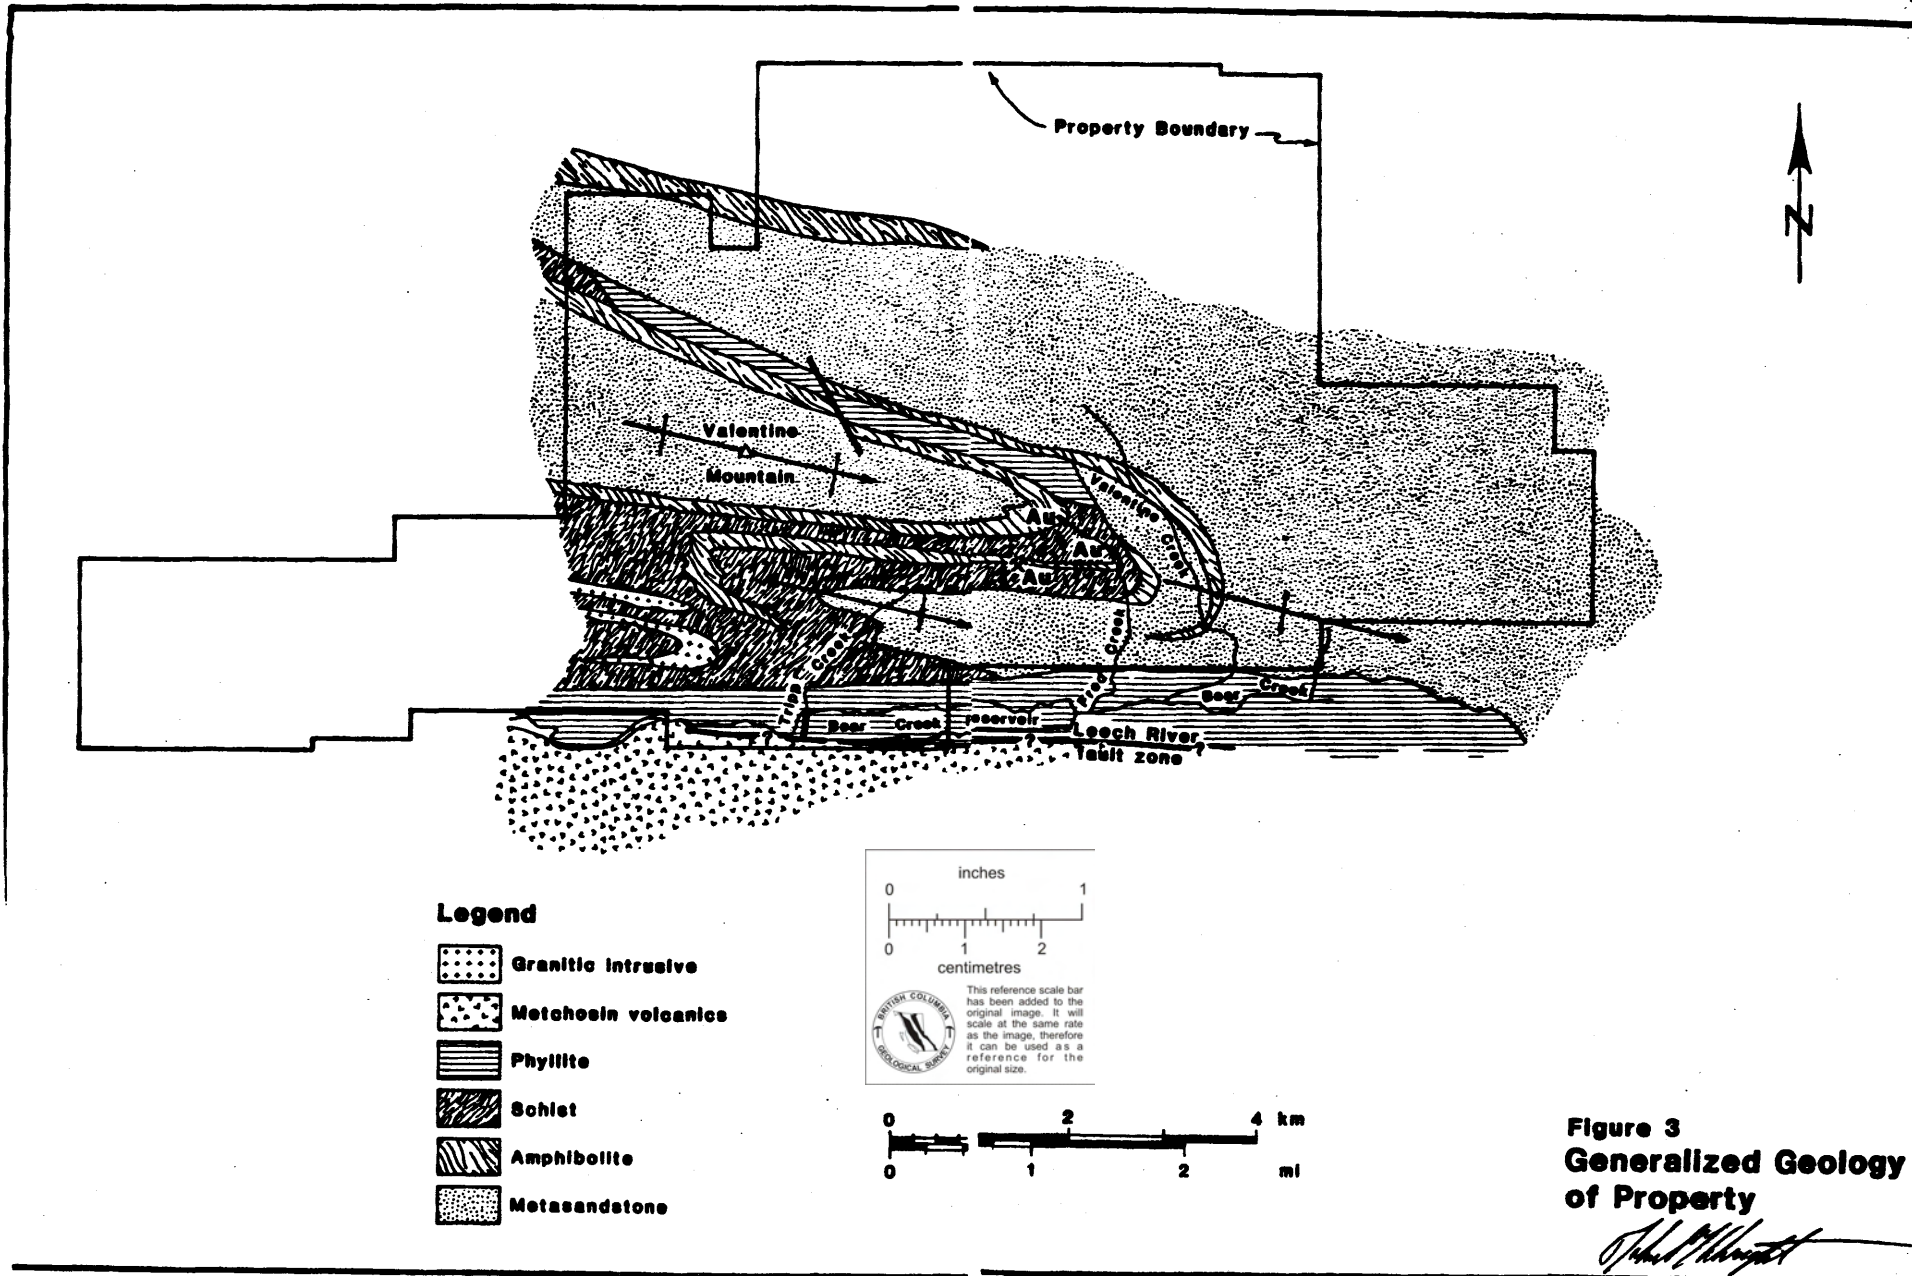 Property Boundary
N
Valentine
Mountain
Valentine Creek
Au
Au
Au
Tripp Creek
Fred Creek
Bear Creek
Bear Creek reservoir
Leech River
fault zone
?
?
?
Legend
Granitic intrusive
Metchosin volcanics
Phyllite
Schist
Amphibolite
Metasandstone
inches
0 1
0 1 2
centimetres
BRITISH COLUMBIA
GEOLOGICAL SURVEY
This reference scale bar
has been added to the
original image. It will
scale at the same rate
as the image, therefore
it can be used as a
reference for the
original size.
0 2 4 km
0 1 2 mi
Figure 3
Generalized Geology
of Property